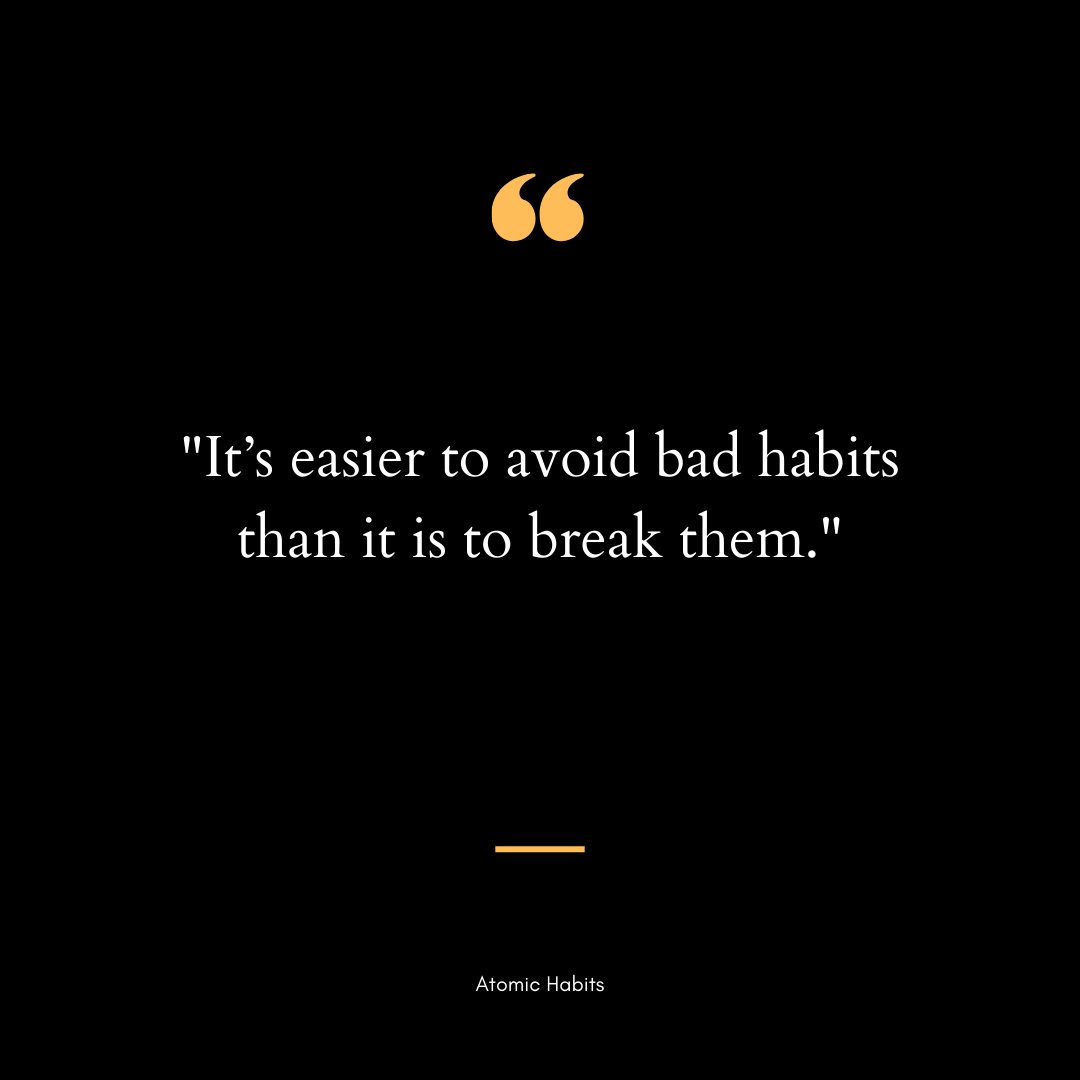 “
"It’s easier to avoid bad habits
than it is to break them."
Atomic Habits